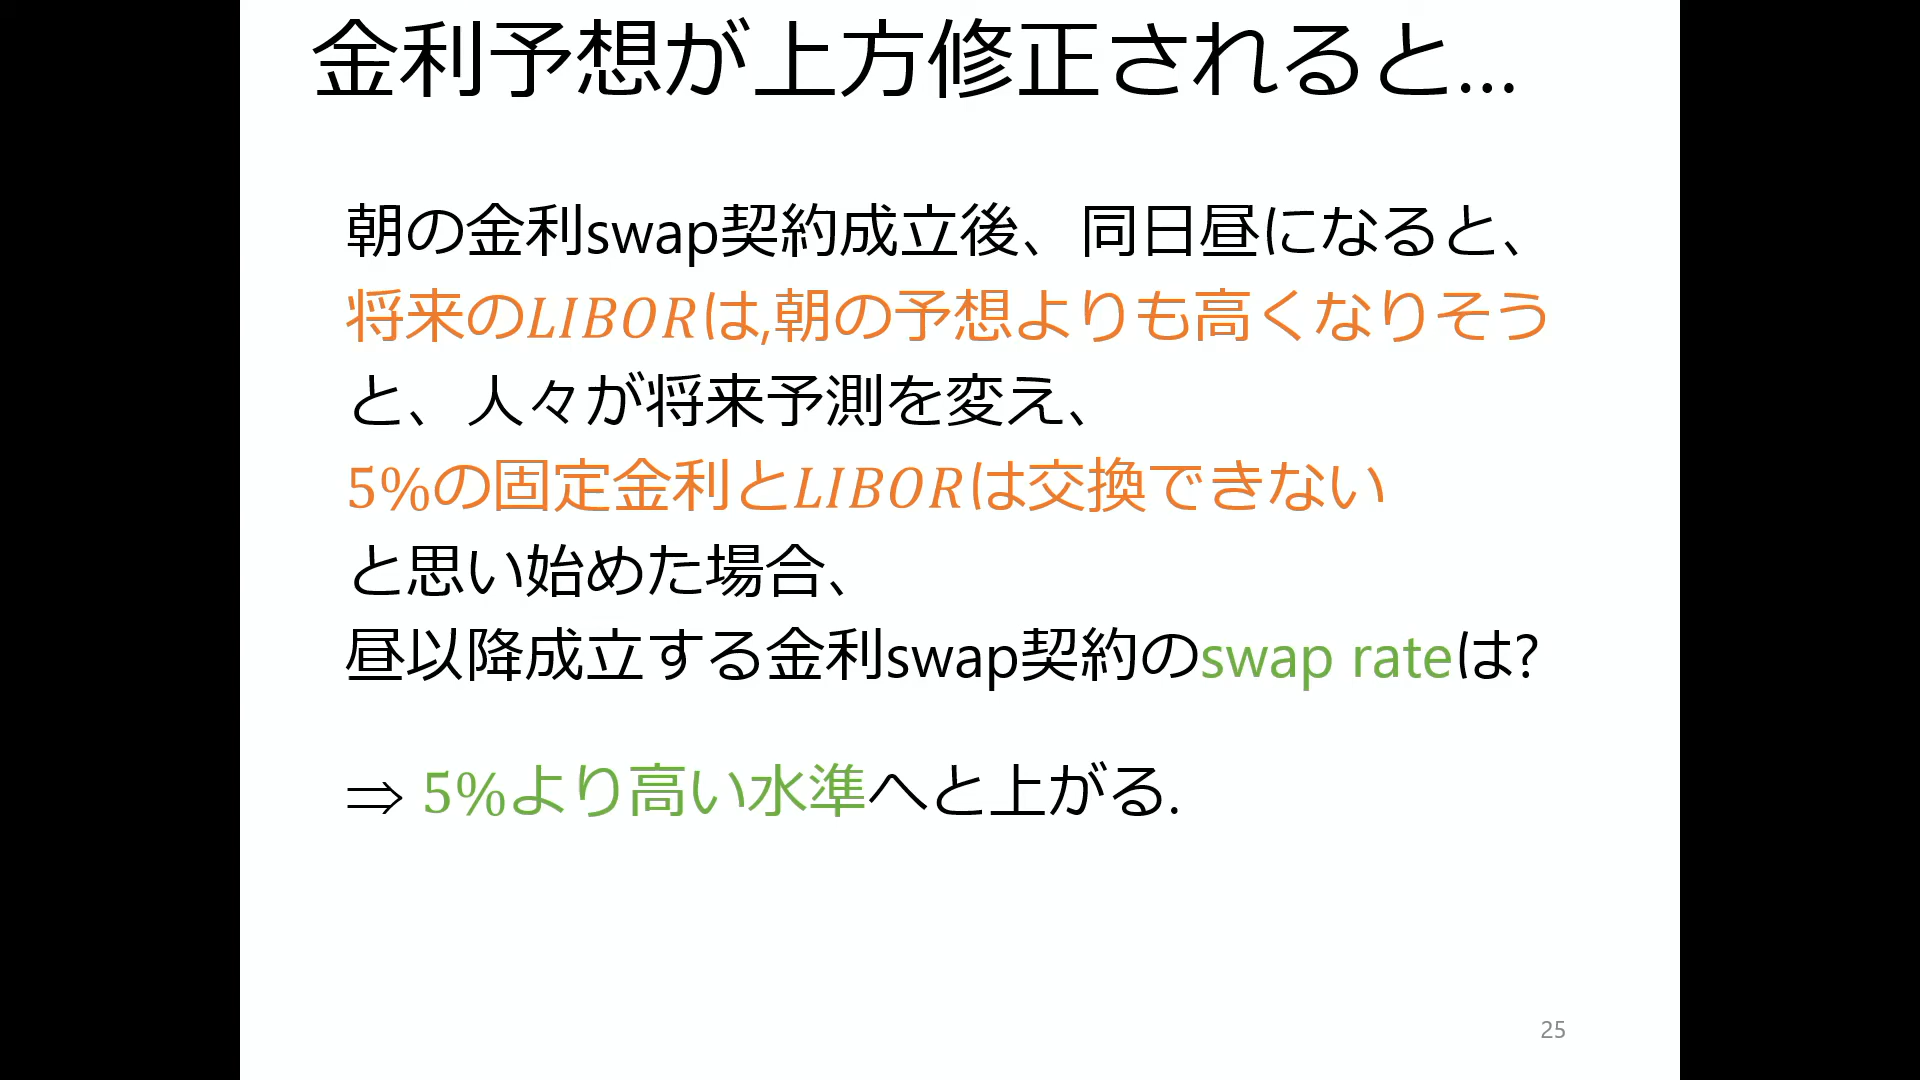 金利予想が上方修正されると...
朝の金利swap契約成立後、同日昼になると、
将来のLIBORは,朝の予想よりも高くなりそう
と、人々が将来予測を変え、
5%の固定金利とLIBORは交換できない
と思い始めた場合、
昼以降成立する金利swap契約のswap rateは?
⇒ 5%より高い水準へと上がる.
25